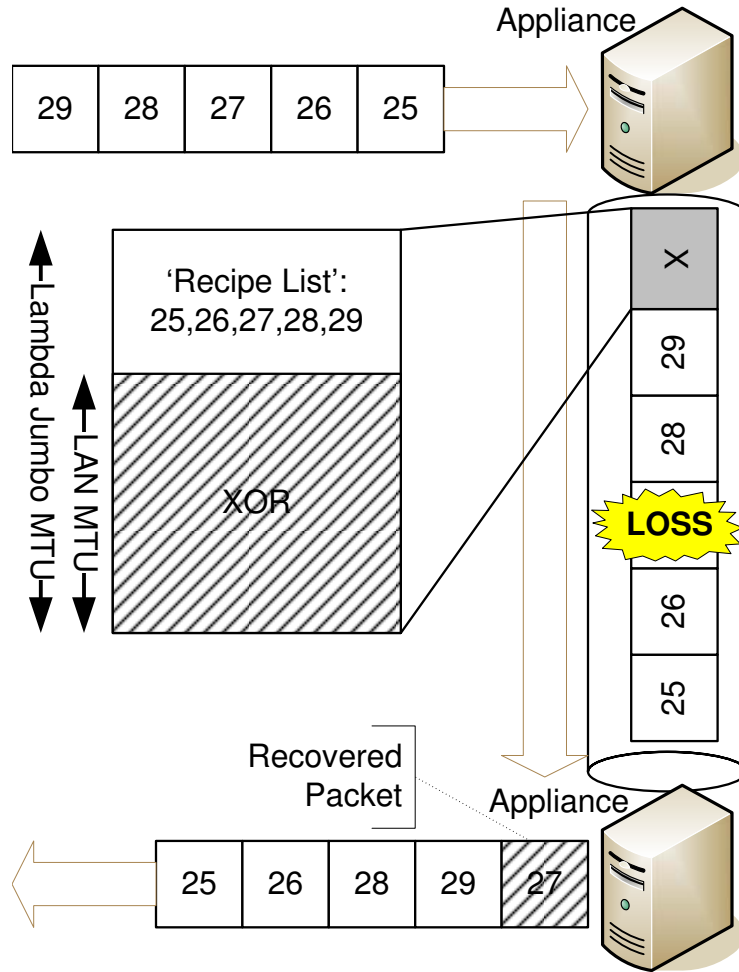 Appliance
29 28 27 26 25
X
'Recipe List':
25,26,27,28,29
29
Lambda Jumbo MTU
LAN MTU
28
XOR
LOSS
26
25
Recovered
Packet
Appliance
25 26 28 29 27